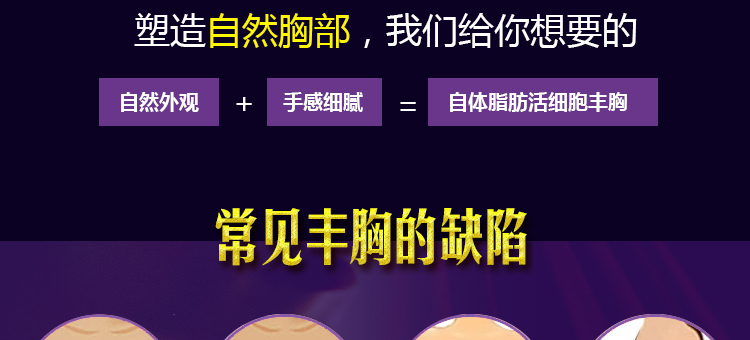 塑造自然胸部，我们给你想要的
自然外观 + 手感细腻 = 自体脂肪活细胞丰胸
常见丰胸的缺陷